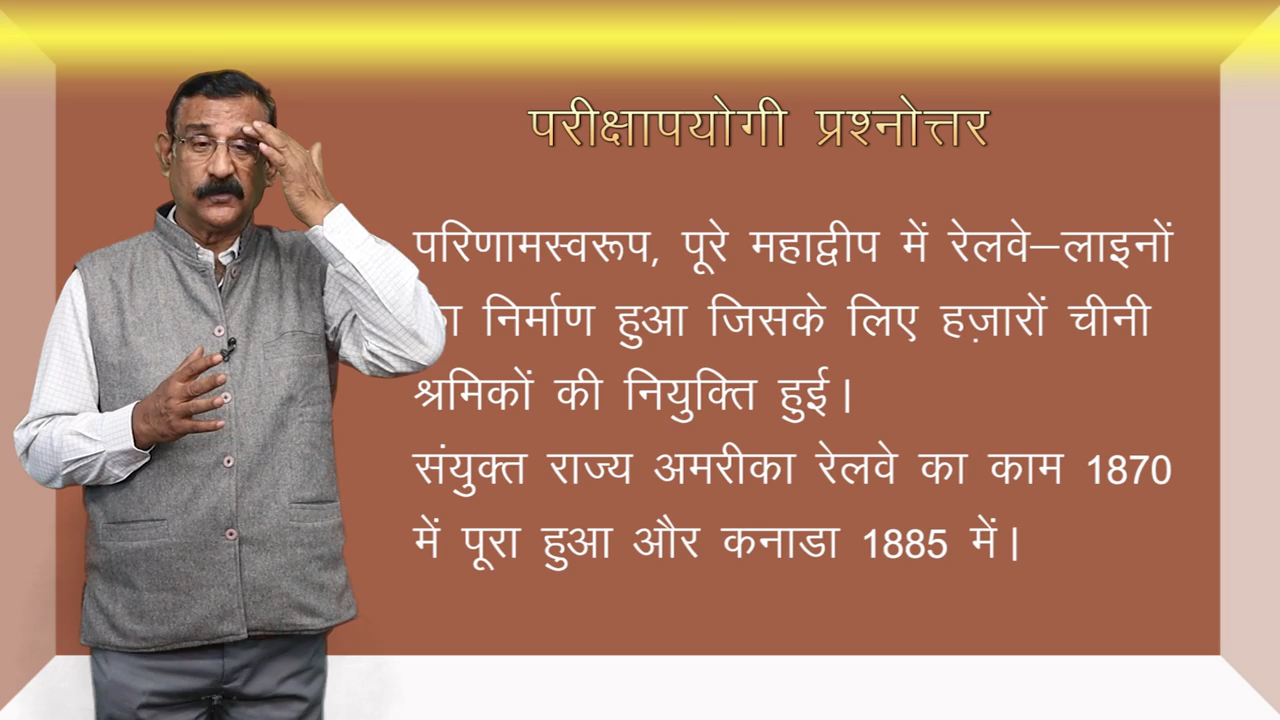 परीक्षापयोगी प्रश्नोत्तर
परिणामस्वरूप, पूरे महाद्वीप में रेलवे–लाइनों
निर्माण हुआ जिसके लिए हज़ारों चीनी
श्रमिकों की नियुक्ति हुई।
संयुक्त राज्य अमरीका रेलवे का काम 1870
में पूरा हुआ और कनाडा 1885 में।